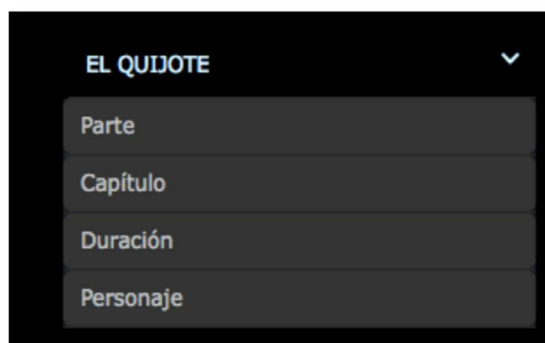 EL QUIJOTE
Parte
Capítulo
Duración
Personaje